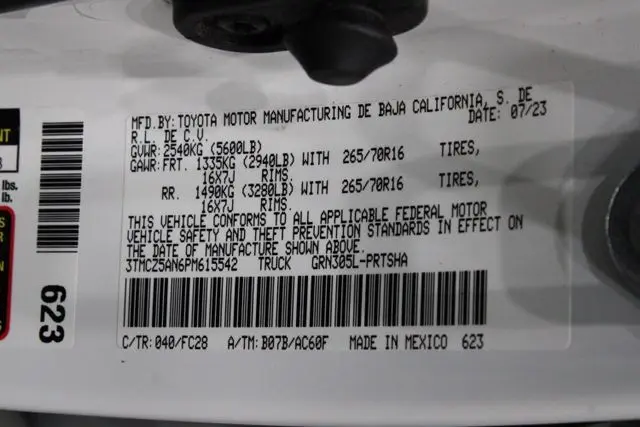 MFD.BY:TOYOTA MOTOR MANUFACTURING DE BAJA CALIFORNIA, S. DE
R.L. DE C.V. DATE: 07/23
GVWR:2540KG (5600LB)
GAWR:FRT. 1335KG (2940LB) WITH 265/70R16 TIRES,
16X7J RIMS.
RR. 1490KG (3280LB) WITH 265/70R16 TIRES,
16X7J RIMS.
THIS VEHICLE CONFORMS TO ALL APPLICABLE FEDERAL MOTOR
VEHICLE SAFETY AND THEFT PREVENTION STANDARDS IN EFFECT ON
THE DATE OF MANUFACTURE SHOWN ABOVE.
3TMCZ5AN6PM615542 TRUCK GRN305L-PRTSHA
C/TR:040/FC28 A/TM:B07B/AC60F MADE IN MEXICO 623
623
lbs.
lb.